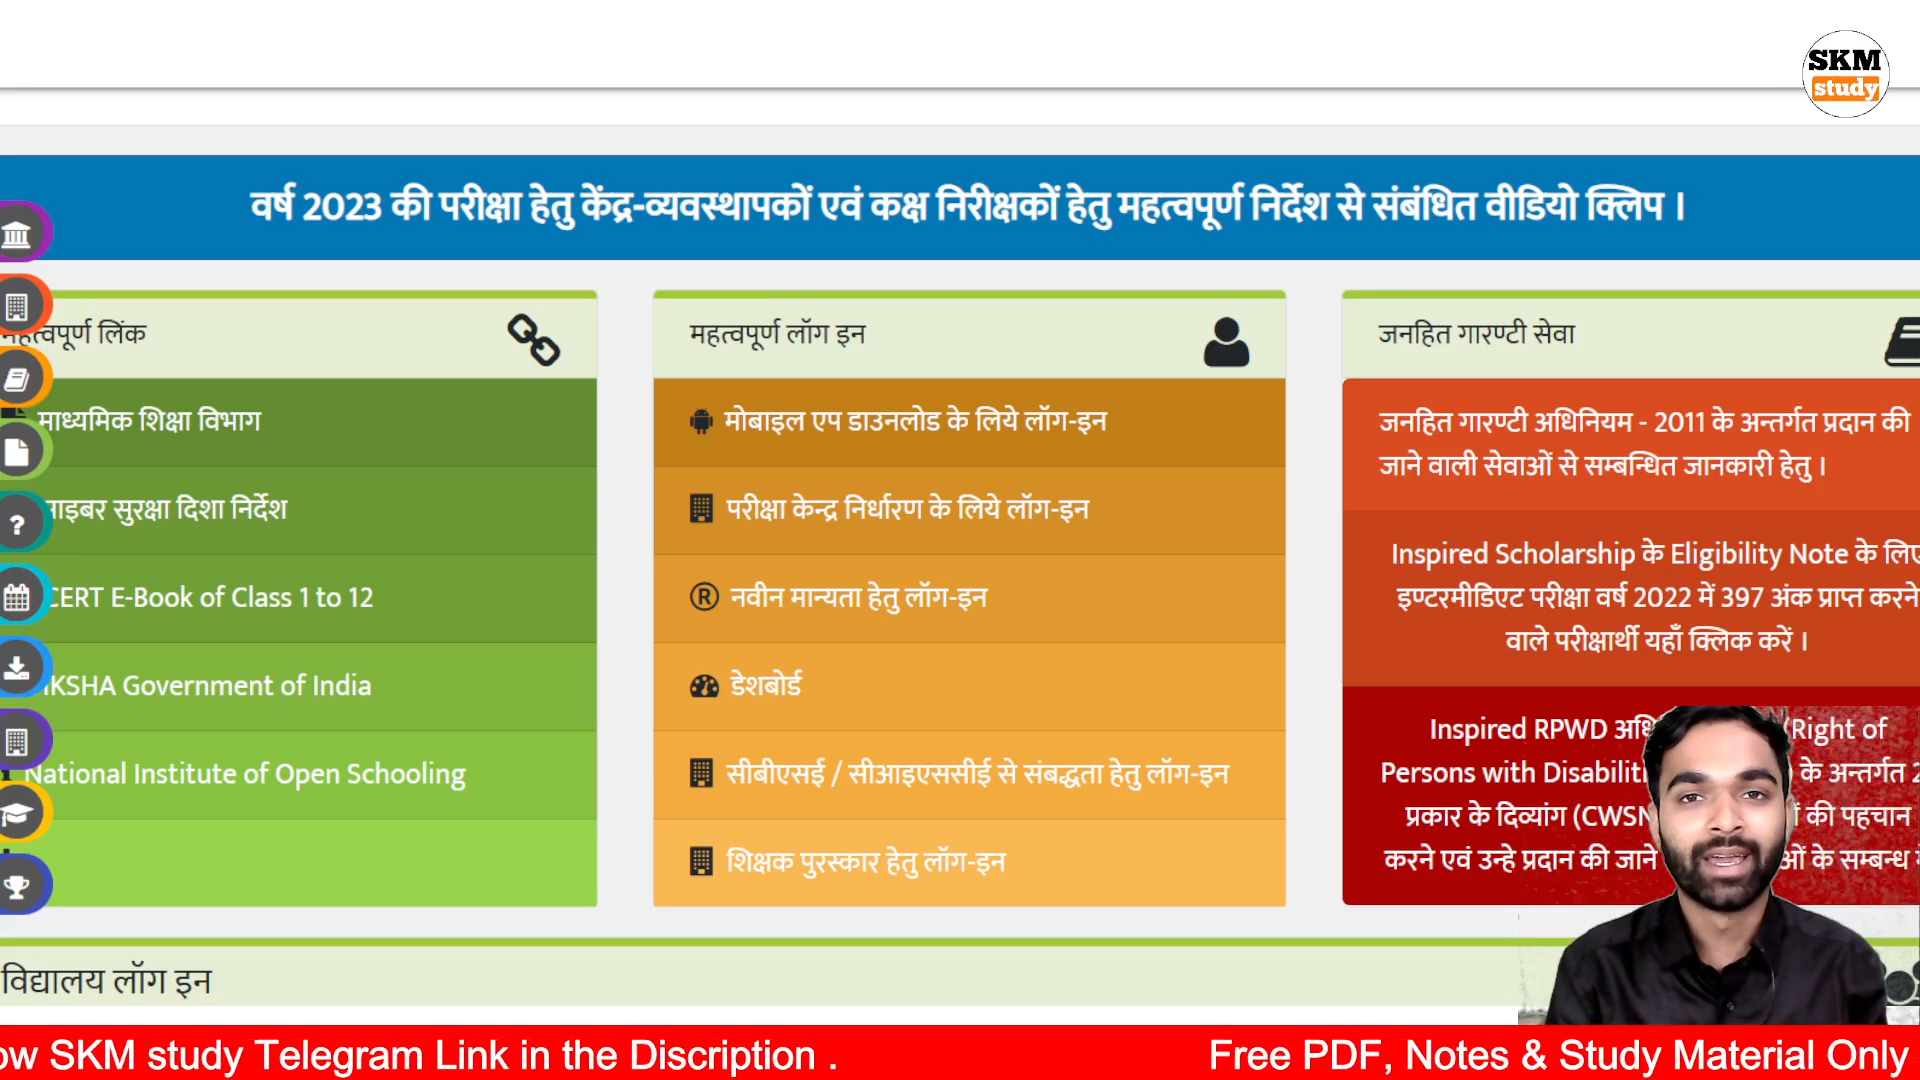 SKM
study
वर्ष 2023 की परीक्षा हेतु केंद्र-व्यवस्थापकों एवं कक्ष निरीक्षकों हेतु महत्वपूर्ण निर्देश से संबंधित वीडियो क्लिप ।
महत्वपूर्ण लिंक
माध्यमिक शिक्षा विभाग
साइबर सुरक्षा दिशा निर्देश
CERT E-Book of Class 1 to 12
KSHA Government of India
National Institute of Open Schooling
महत्वपूर्ण लॉग इन
मोबाइल एप डाउनलोड के लिये लॉग-इन
परीक्षा केन्द्र निर्धारण के लिये लॉग-इन
नवीन मान्यता हेतु लॉग-इन
डेशबोर्ड
सीबीएसई / सीआइएससीई से संबद्धता हेतु लॉग-इन
शिक्षक पुरस्कार हेतु लॉग-इन
जनहित गारण्टी सेवा
जनहित गारण्टी अधिनियम - 2011 के अन्तर्गत प्रदान की
जाने वाली सेवाओं से सम्बन्धित जानकारी हेतु ।
Inspired Scholarship के Eligibility Note के लिए
इण्टरमीडिएट परीक्षा वर्ष 2022 में 397 अंक प्राप्त करने
वाले परीक्षार्थी यहाँ क्लिक करें ।
Inspired RPWD (Right of
Persons with के अन्तर्गत
प्रकार के दिव्यांग (CWSN की पहचान
करने एवं उन्हे प्रदान की जाने के सम्बन्ध
विद्यालय लॉग इन
ow SKM study Telegram Link in the Discription .
Free PDF, Notes & Study Material Only